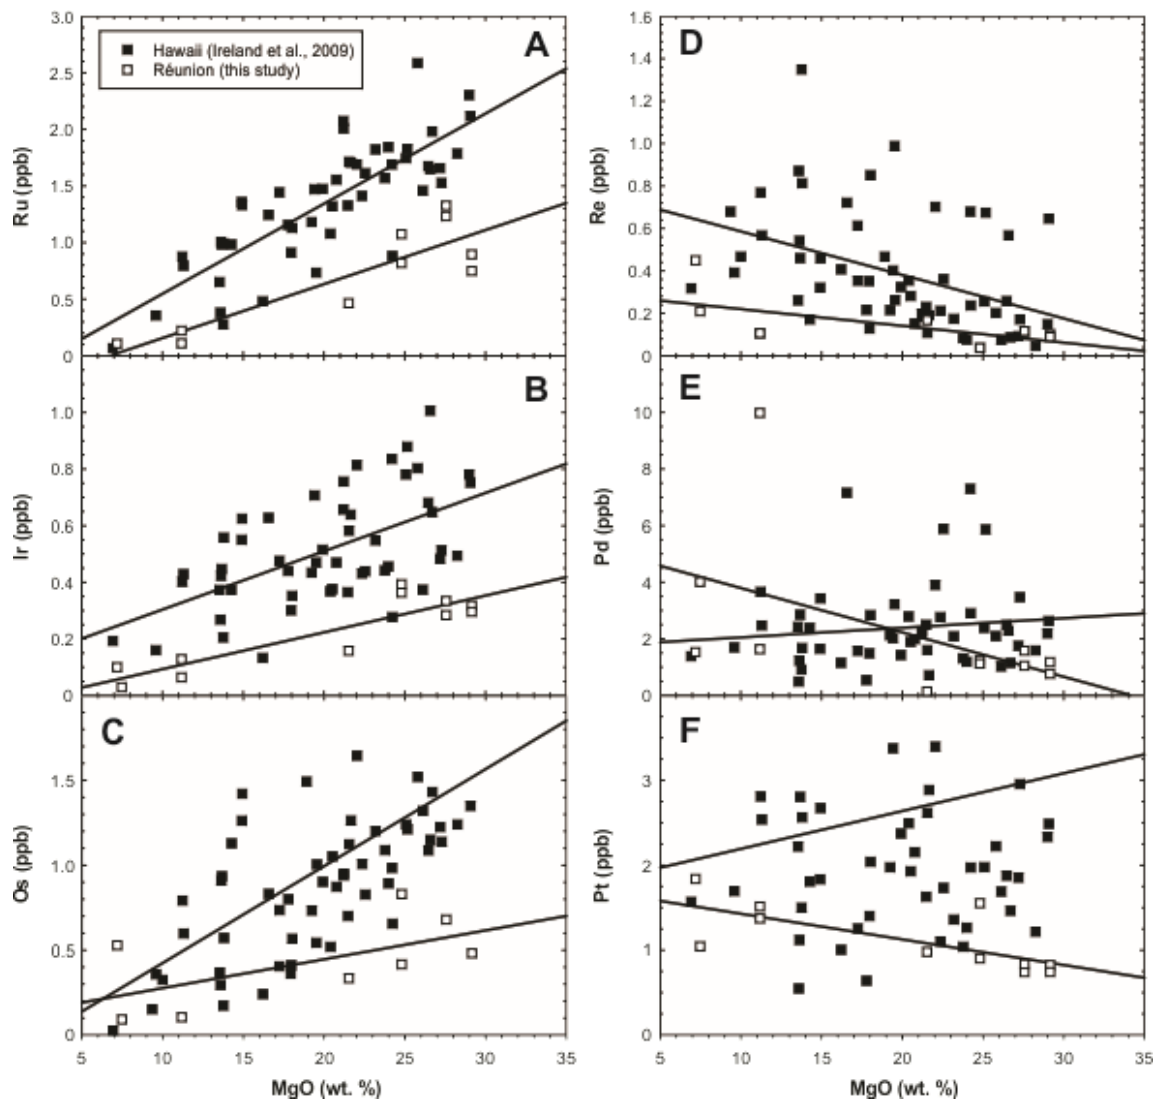 A
Hawaii (Ireland et al., 2009)
Réunion (this study)
Ru (ppb)
3.0
2.5
2.0
1.5
1.0
0.5
0
B
Ir (ppb)
1.0
0.8
0.6
0.4
0.2
0
C
Os (ppb)
1.5
1.0
0.5
0
5 10 15 20 25 30 35
MgO (wt. %)
D
Re (ppb)
1.6
1.4
1.2
1.0
0.8
0.6
0.4
0.2
0
E
Pd (ppb)
10
8
6
4
2
0
F
Pt (ppb)
3
2
1
0
5 10 15 20 25 30 35
MgO (wt. %)